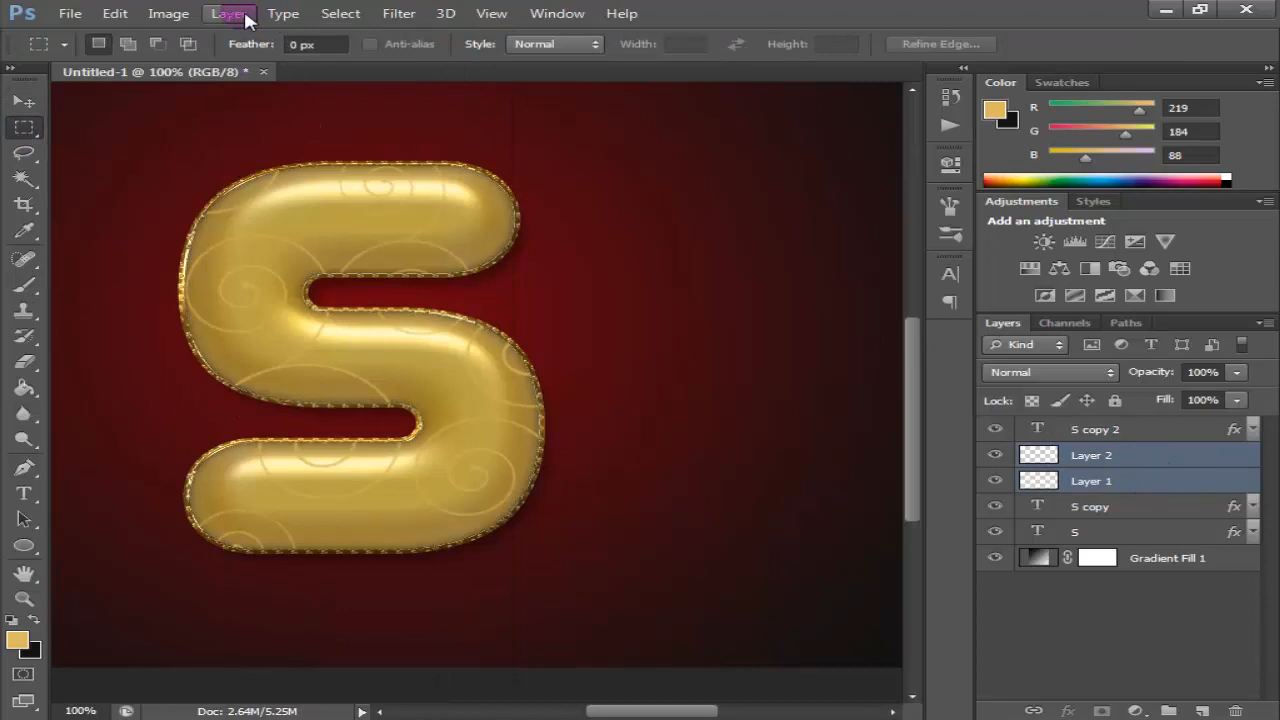 Ps File Edit Image Layer Type Select Filter 3D View Window Help
Feather: 0 px Anti-alias Style: Normal Width: Height: Refine Edge...
Untitled-1 @ 100% (RGB/8) *
S
Color Swatches
R 219
G 184
B 88
Adjustments Styles
Add an adjustment
Layers Channels Paths
Kind T
Normal Opacity: 100%
Lock: Fill: 100%
T S copy 2 fx
Layer 2
Layer 1
T S copy fx
T S fx
Gradient Fill 1
100% Doc: 2.64M/5.25M fx